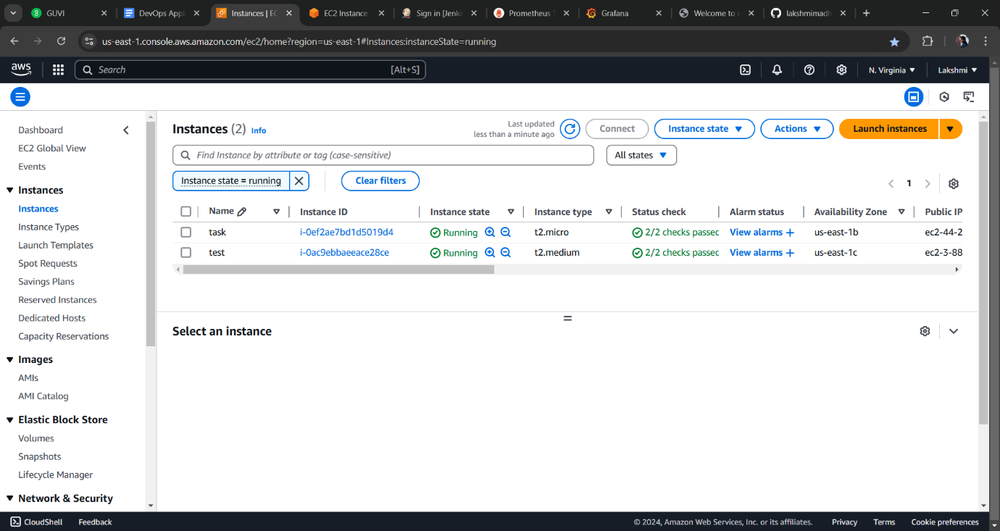 GUVI
DevOps Appl
Instances | EC
EC2 Instance
Sign in [Jenki
Prometheus T
Grafana
Welcome to n
lakshmimadh
us-east-1.console.aws.amazon.com/ec2/home?region=us-east-1#Instances:instanceState=running
aws
Search
[Alt+S]
N. Virginia
Lakshmi
Dashboard
EC2 Global View
Events
Instances
Instances
Instance Types
Launch Templates
Spot Requests
Savings Plans
Reserved Instances
Dedicated Hosts
Capacity Reservations
Images
AMIs
AMI Catalog
Elastic Block Store
Volumes
Snapshots
Lifecycle Manager
Network & Security
Instances (2) Info
Last updated
less than a minute ago
Connect
Instance state
Actions
Launch instances
Find Instance by attribute or tag (case-sensitive)
All states
Instance state = running
Clear filters
1
Name Instance ID Instance state Instance type Status check Alarm status Availability Zone Public IP
task i-0ef2ae7bd1d5019d4 Running t2.micro 2/2 checks passec View alarms + us-east-1b ec2-44-2
test i-0ac9ebbaeeace28ce Running t2.medium 2/2 checks passec View alarms + us-east-1c ec2-3-88
Select an instance
CloudShell Feedback
© 2024, Amazon Web Services, Inc. or its affiliates. Privacy Terms Cookie preferences